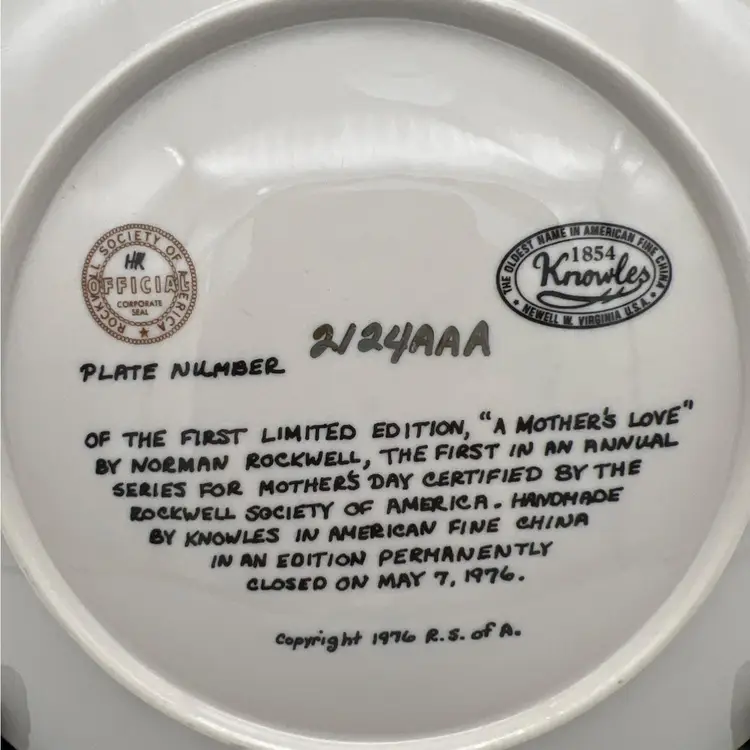 ROCKWELL SOCIETY OF AMERICA
HR
OFFICIAL
CORPORATE
SEAL
THE OLDEST NAME IN AMERICAN FINE CHINA
1854
Knowles
NEWELL W. VIRGINIA U.S.A.
PLATE NUMBER 2124AAA
OF THE FIRST LIMITED EDITION, "A MOTHER'S LOVE"
BY NORMAN ROCKWELL, THE FIRST IN AN ANNUAL
SERIES FOR MOTHER'S DAY CERTIFIED BY THE
ROCKWELL SOCIETY OF AMERICA. HANDMADE
BY KNOWLES IN AMERICAN FINE CHINA
IN AN EDITION PERMANENTLY
CLOSED ON MAY 7, 1976.
Copyright 1976 R.S. of A.